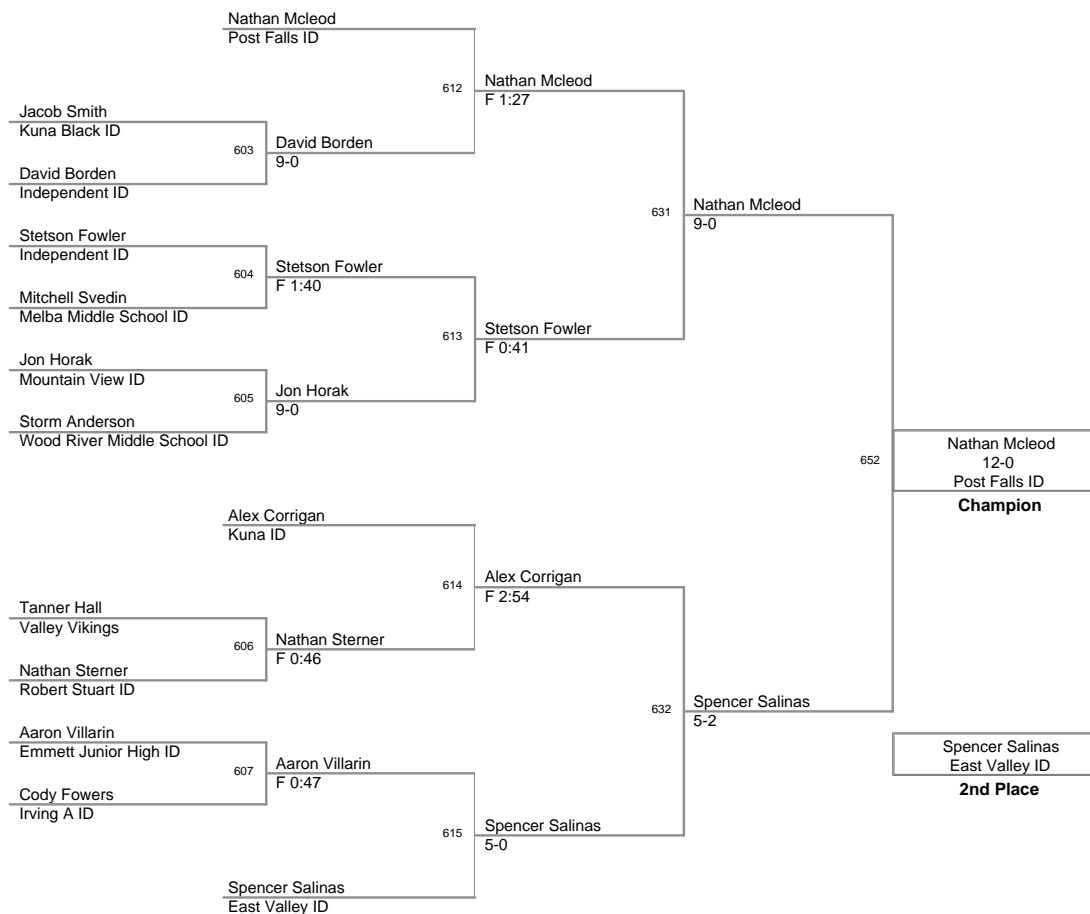 Nathan Mcleod
Post Falls ID
612
Nathan Mcleod
F 1:27
Jacob Smith
Kuna Black ID
603
David Borden
9-0
David Borden
Independent ID
631
Nathan Mcleod
9-0
Stetson Fowler
Independent ID
604
Stetson Fowler
F 1:40
Mitchell Svedin
Melba Middle School ID
613
Stetson Fowler
F 0:41
Jon Horak
Mountain View ID
605
Jon Horak
9-0
Storm Anderson
Wood River Middle School ID
652
Nathan Mcleod
12-0
Post Falls ID
Champion
Alex Corrigan
Kuna ID
614
Alex Corrigan
F 2:54
Tanner Hall
Valley Vikings
606
Nathan Sterner
F 0:46
Nathan Sterner
Robert Stuart ID
632
Spencer Salinas
5-2
Aaron Villarin
Emmett Junior High ID
607
Aaron Villarin
F 0:47
Cody Fowers
Irving A ID
Spencer Salinas
East Valley ID
2nd Place
615
Spencer Salinas
5-0
Spencer Salinas
East Valley ID